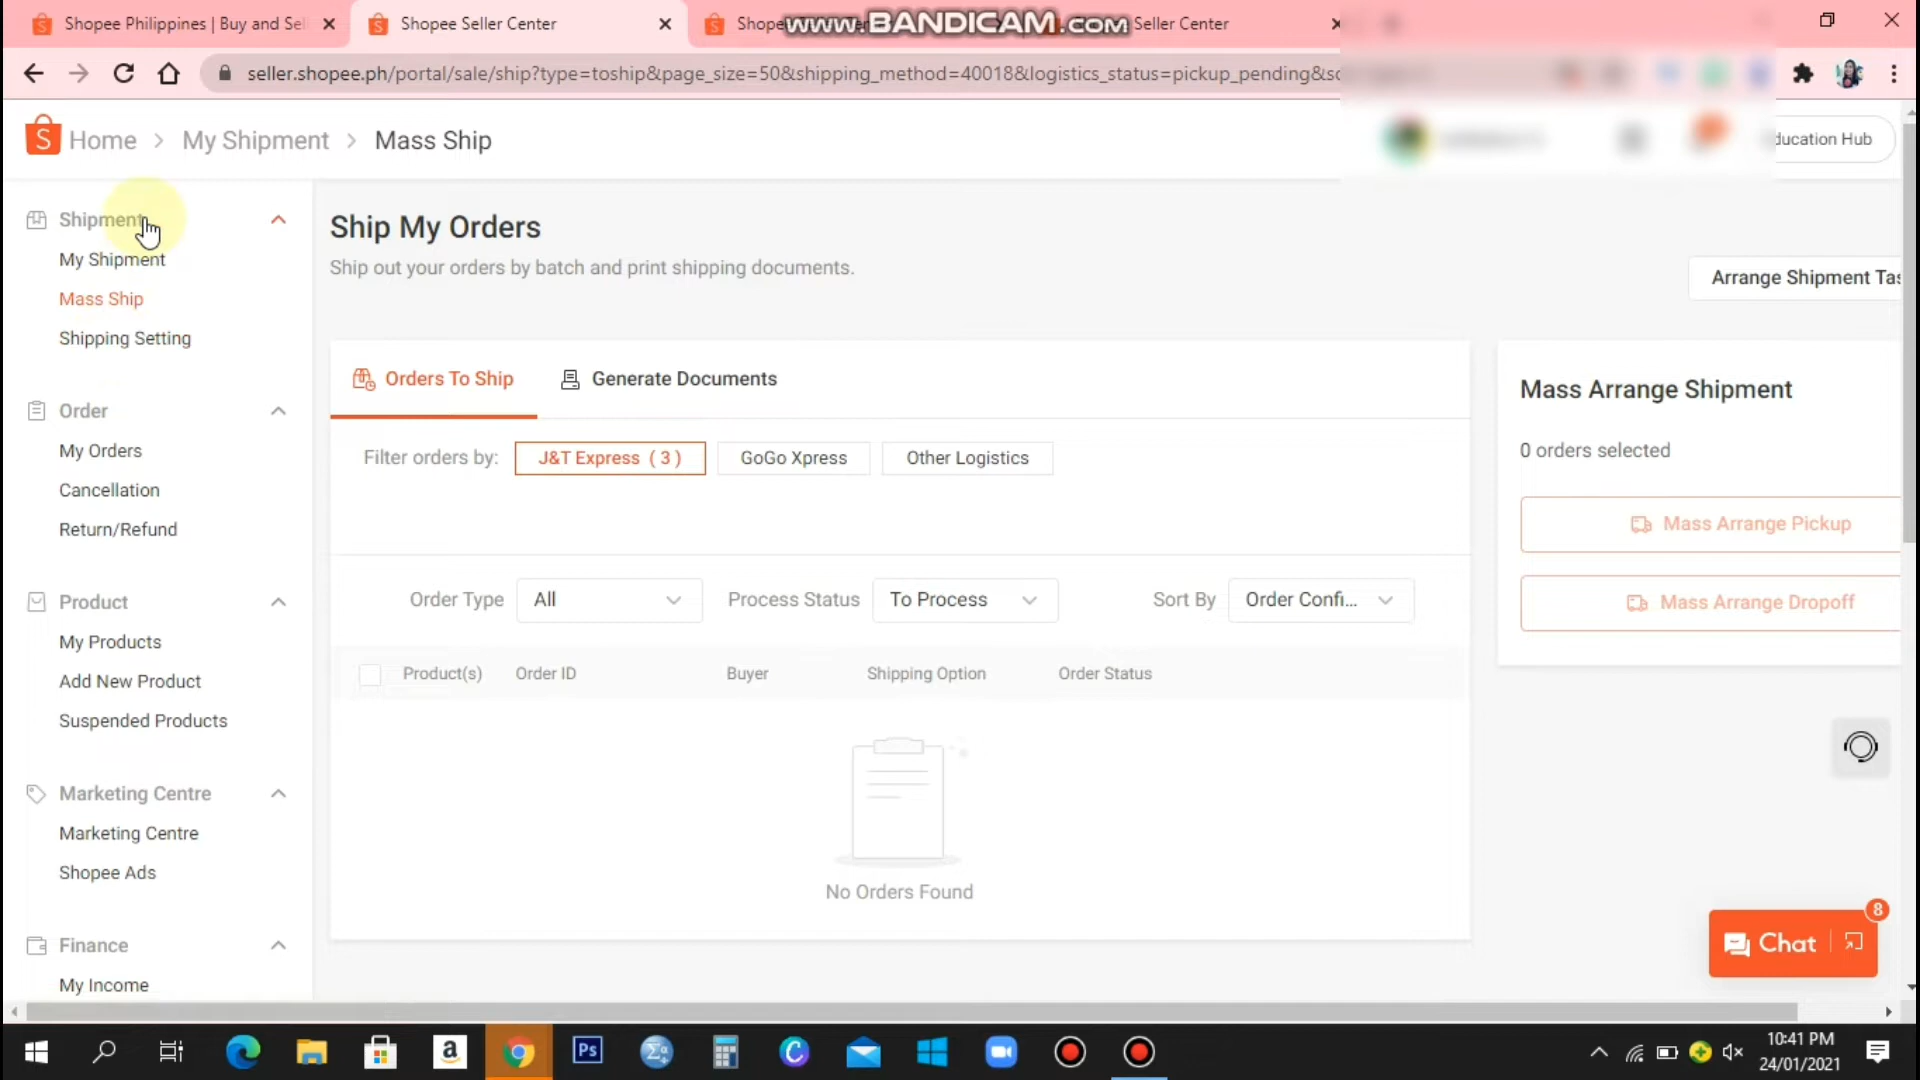 Shopee Philippines | Buy and Sel
Shopee Seller Center
Shopee
Seller Center
www.BANDICAM.com
seller.shopee.ph/portal/sale/ship?type=toship&page_size=50&shipping_method=40018&logistics_status=pickup_pending&sc
Home > My Shipment > Mass Ship
ducation Hub
Shipment
My Shipment
Mass Ship
Shipping Setting
Order
My Orders
Cancellation
Return/Refund
Product
My Products
Add New Product
Suspended Products
Marketing Centre
Marketing Centre
Shopee Ads
Finance
My Income
Ship My Orders
Ship out your orders by batch and print shipping documents.
Arrange Shipment Tas
Orders To Ship
Generate Documents
Filter orders by: J&T Express ( 3 ) GoGo Xpress Other Logistics
Order Type All Process Status To Process Sort By Order Confi...
Product(s) Order ID Buyer Shipping Option Order Status
No Orders Found
Mass Arrange Shipment
0 orders selected
Mass Arrange Pickup
Mass Arrange Dropoff
8
Chat
10:41 PM
24/01/2021